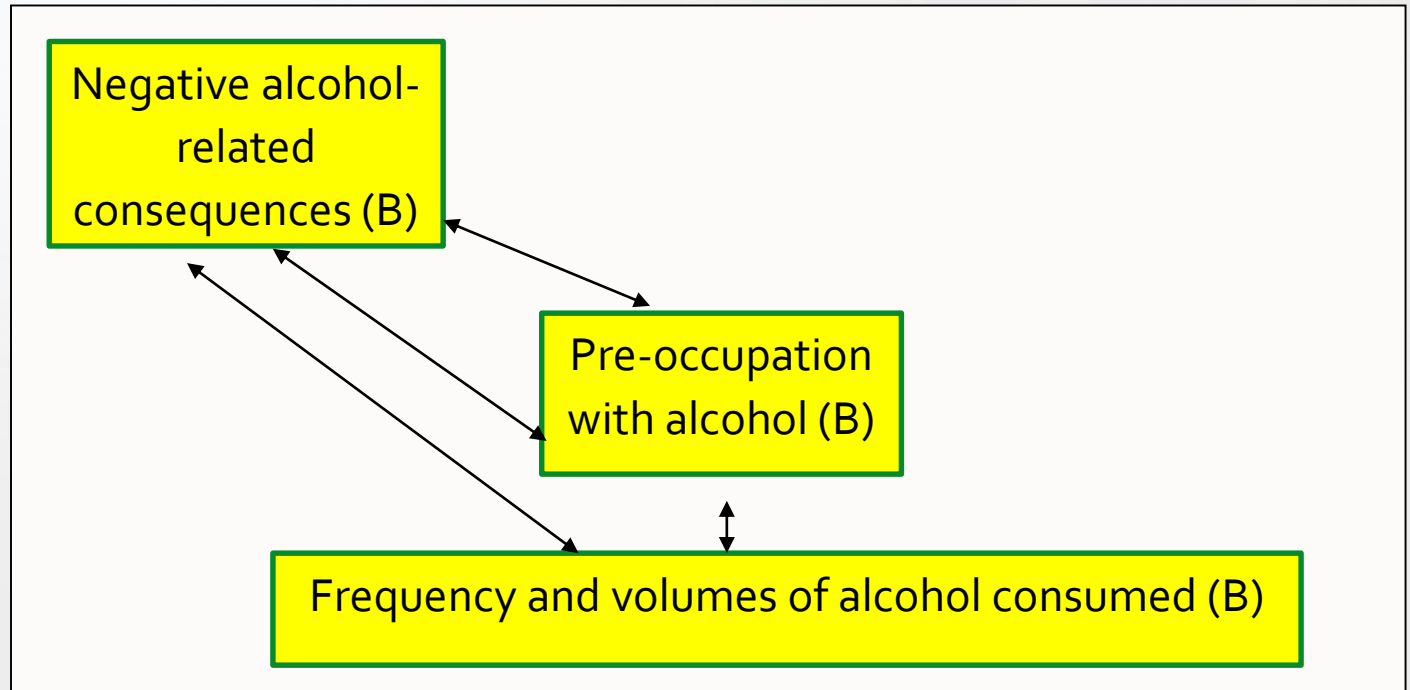 Negative alcohol-
related
consequences (B)
Pre-occupation
with alcohol (B)
Frequency and volumes of alcohol consumed (B)